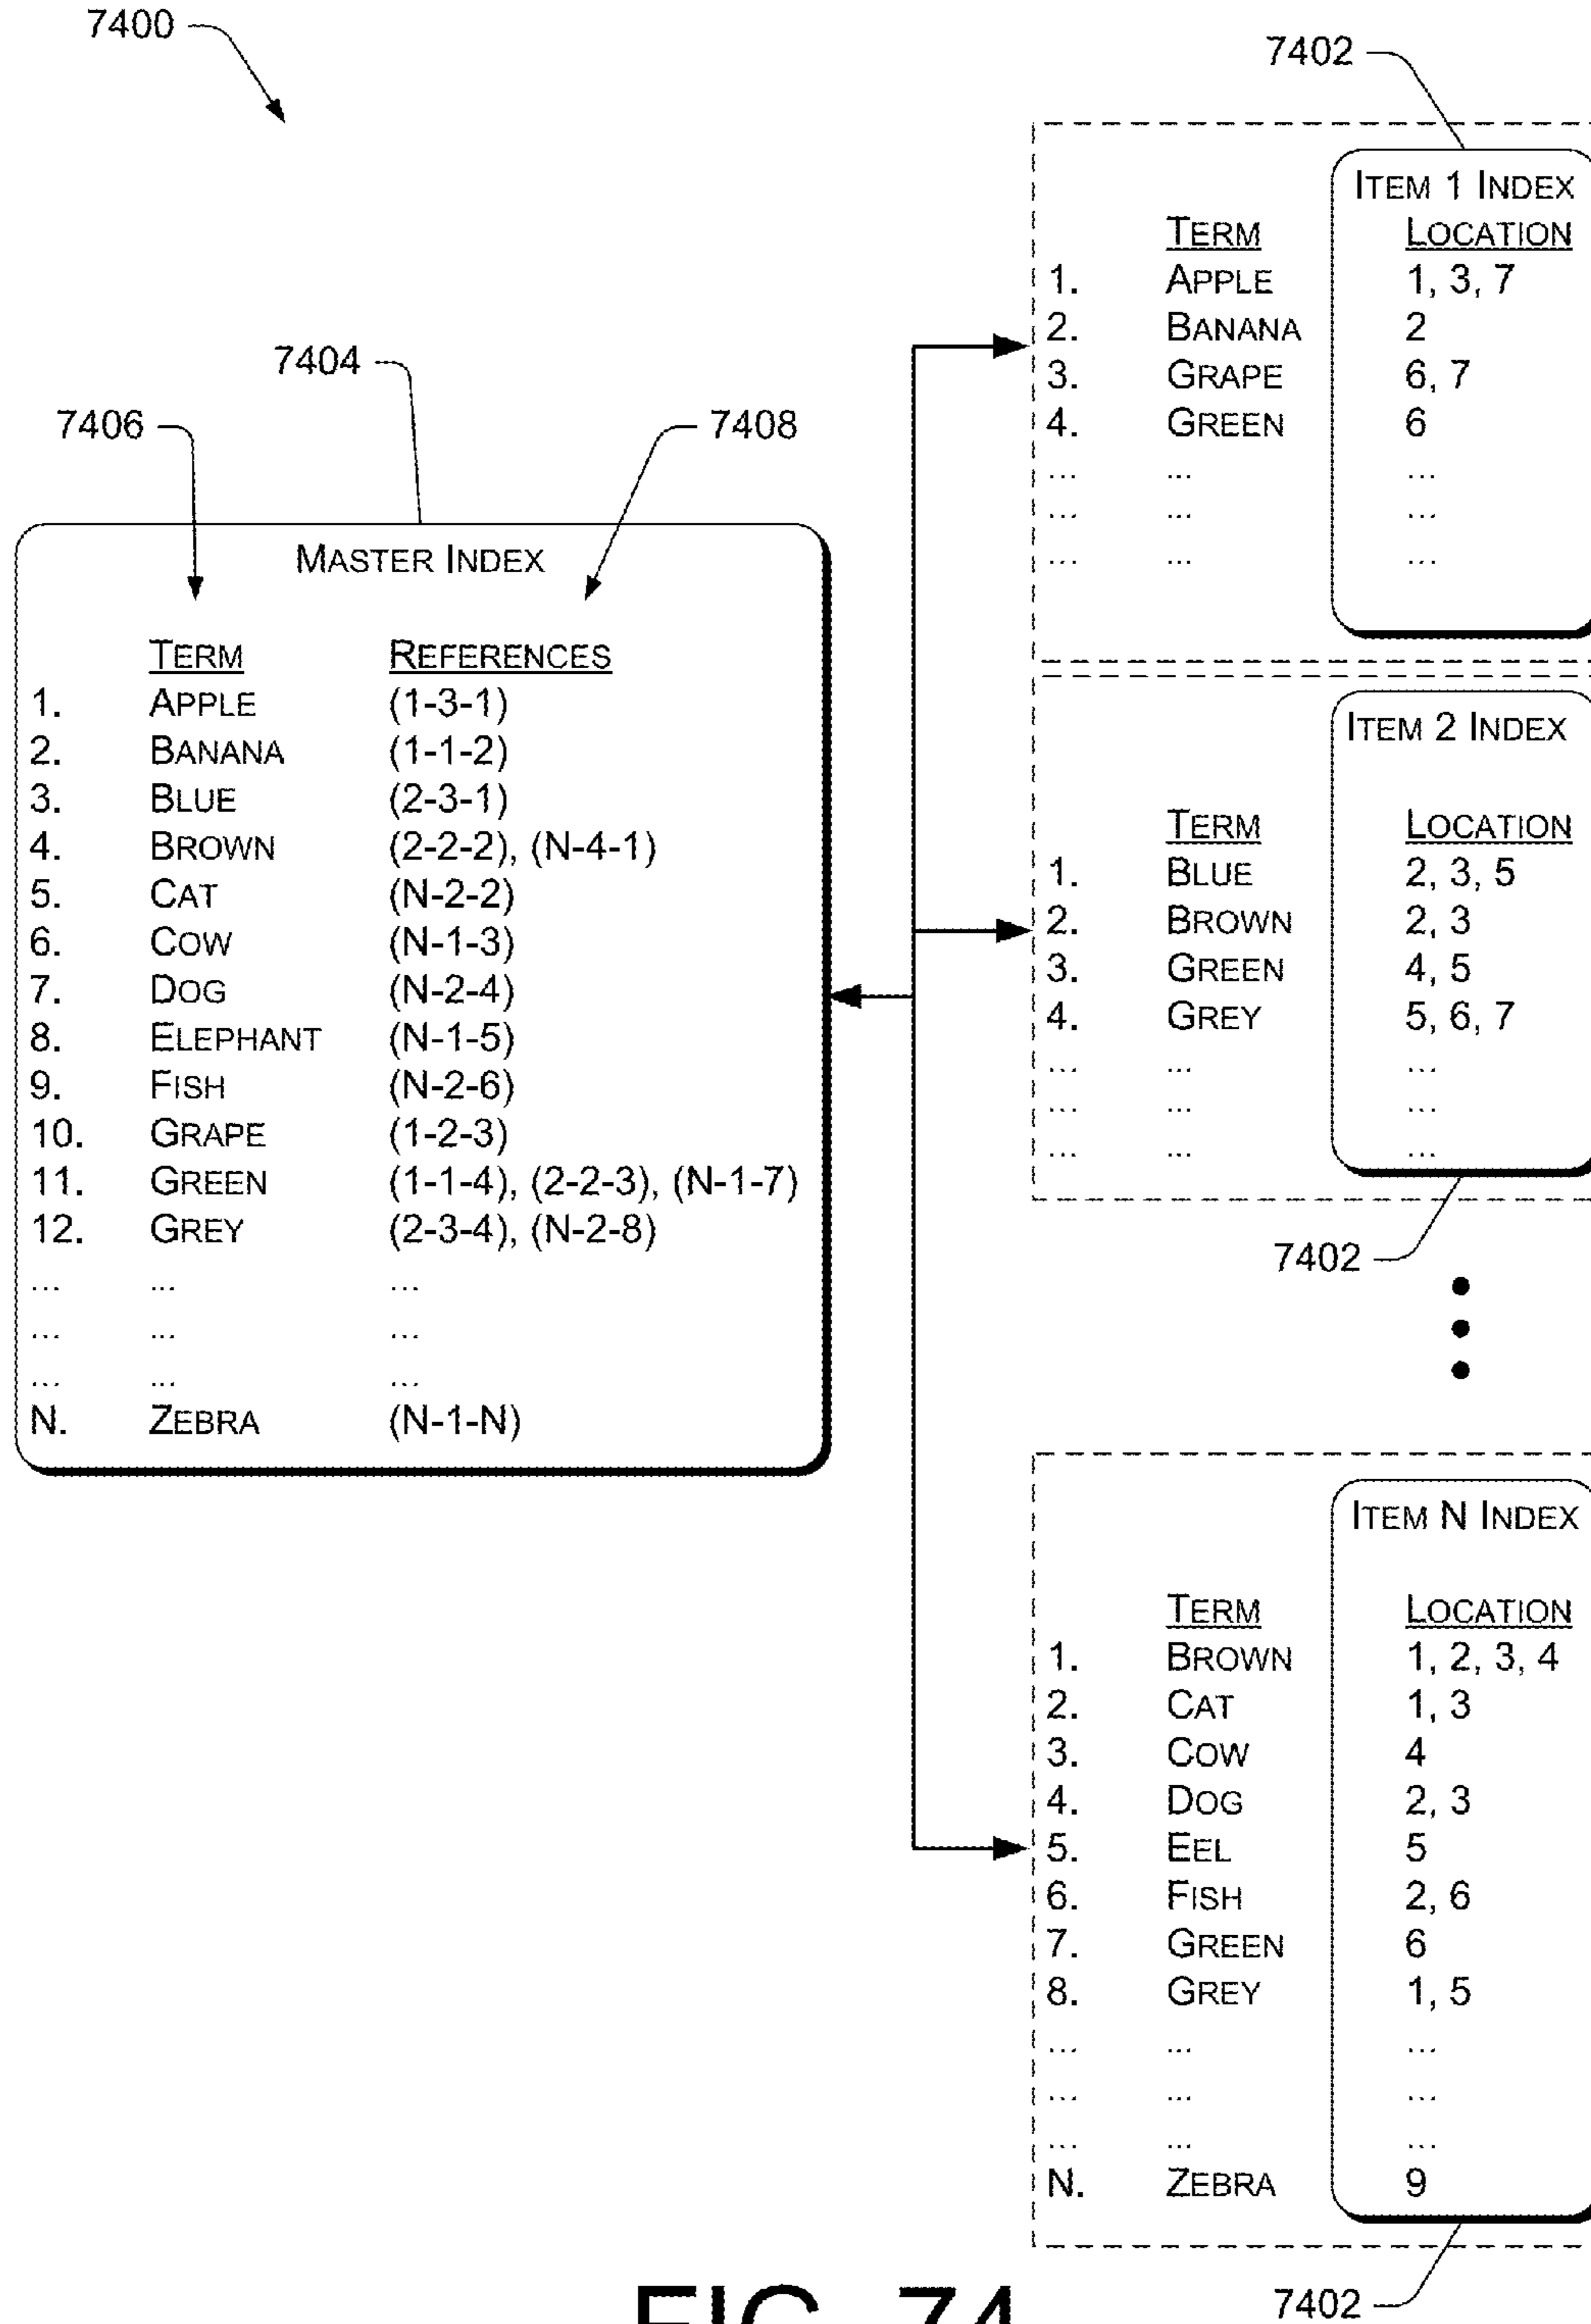 7400
7402
7404
7406
7408
MASTER INDEX
TERM REFERENCES
1. APPLE (1-3-1)
2. BANANA (1-1-2)
3. BLUE (2-3-1)
4. BROWN (2-2-2), (N-4-1)
5. CAT (N-2-2)
6. COW (N-1-3)
7. DOG (N-2-4)
8. ELEPHANT (N-1-5)
9. FISH (N-2-6)
10. GRAPE (1-2-3)
11. GREEN (1-1-4), (2-2-3), (N-1-7)
12. GREY (2-3-4), (N-2-8)
... ... ...
... ... ...
... ... ...
N. ZEBRA (N-1-N)
ITEM 1 INDEX
TERM LOCATION
1. APPLE 1, 3, 7
2. BANANA 2
3. GRAPE 6, 7
4. GREEN 6
... ... ...
... ... ...
... ... ...
ITEM 2 INDEX
TERM LOCATION
1. BLUE 2, 3, 5
2. BROWN 2, 3
3. GREEN 4, 5
4. GREY 5, 6, 7
... ... ...
... ... ...
... ... ...
7402
ITEM N INDEX
TERM LOCATION
1. BROWN 1, 2, 3, 4
2. CAT 1, 3
3. COW 4
4. DOG 2, 3
5. EEL 5
6. FISH 2, 6
7. GREEN 6
8. GREY 1, 5
... ... ...
... ... ...
... ... ...
N. ZEBRA 9
7402
FIG. 74